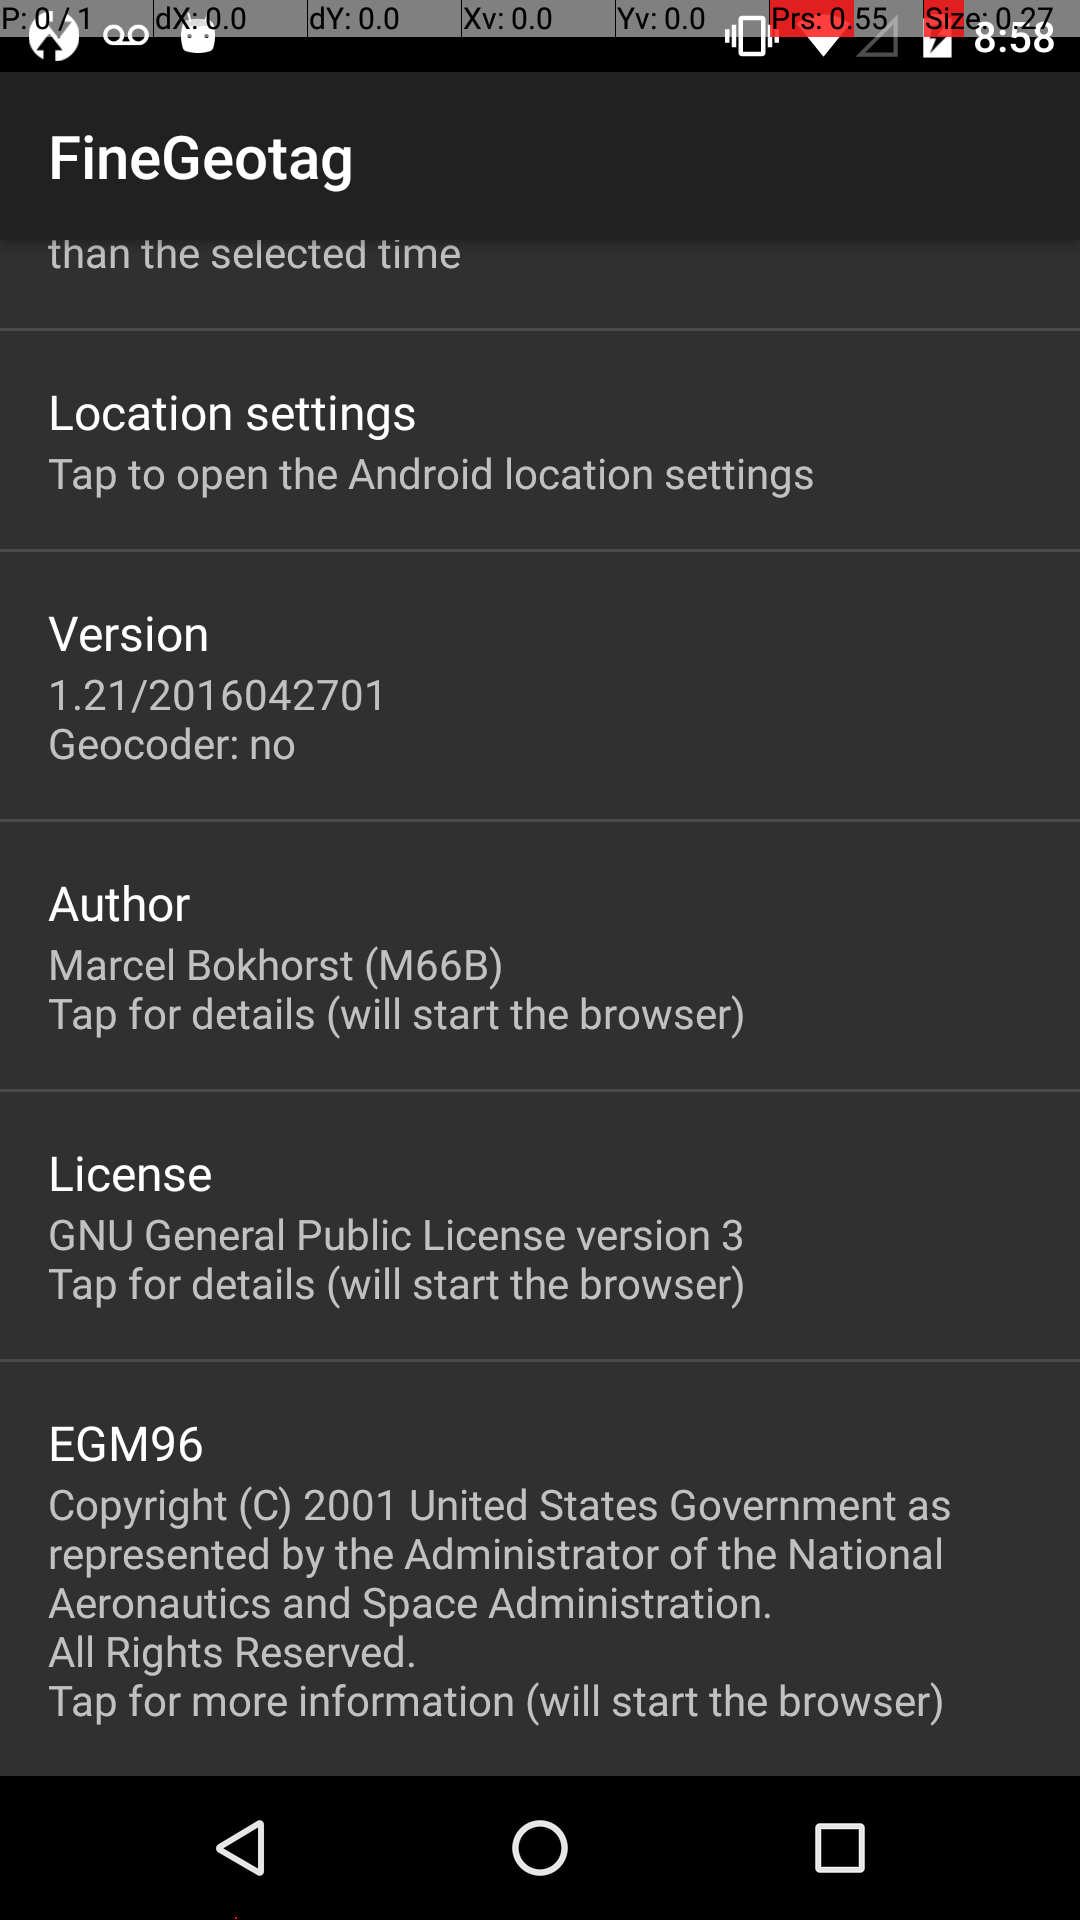 P: 0 / 1 dX: 0.0 dY: 0.0 Xv: 0.0 Yv: 0.0 Prs: 0.55 Size: 0.27
8:58
FineGeotag
than the selected time
Location settings
Tap to open the Android location settings
Version
1.21/2016042701
Geocoder: no
Author
Marcel Bokhorst (M66B)
Tap for details (will start the browser)
License
GNU General Public License version 3
Tap for details (will start the browser)
EGM96
Copyright (C) 2001 United States Government as
represented by the Administrator of the National
Aeronautics and Space Administration.
All Rights Reserved.
Tap for more information (will start the browser)